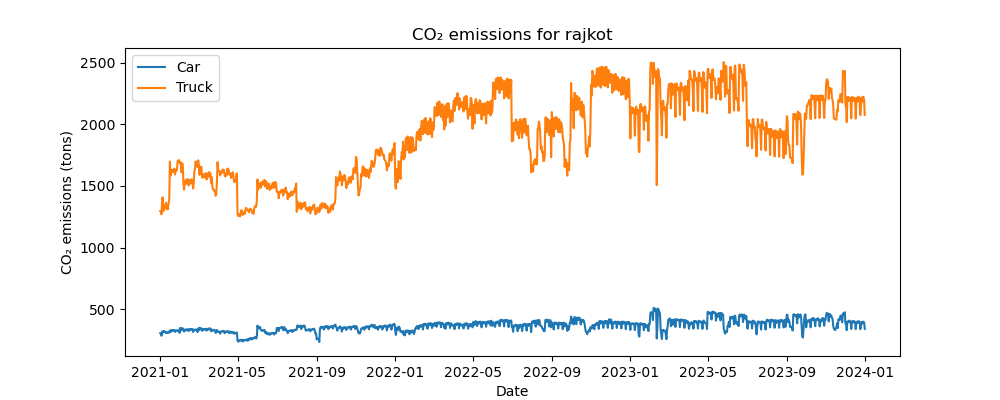 CO₂ emissions for rajkot
Car
Truck
CO₂ emissions (tons)
2500
2000
1500
1000
500
2021-01 2021-05 2021-09 2022-01 2022-05 2022-09 2023-01 2023-05 2023-09 2024-01
Date